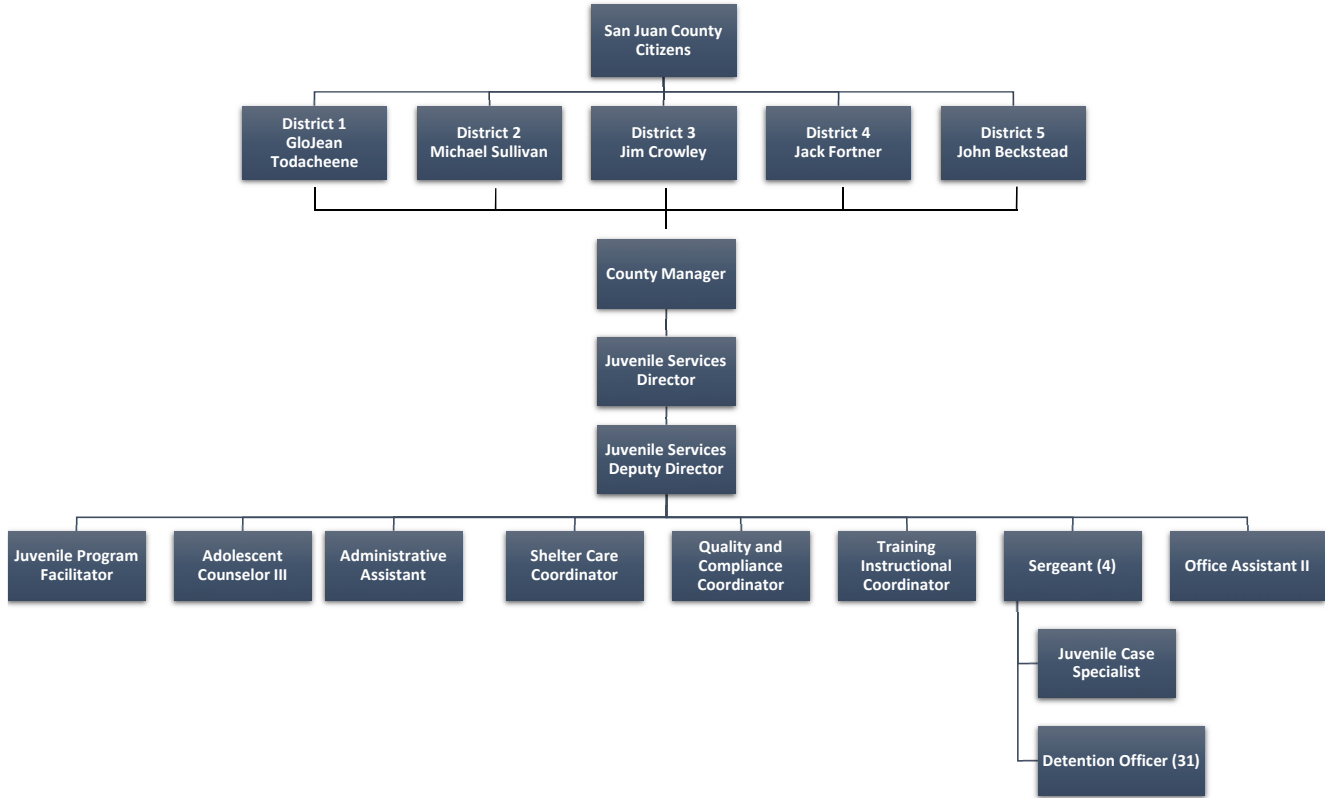 San Juan County
Citizens
District 1
GloJean
Todacheene
District 2
Michael Sullivan
District 3
Jim Crowley
District 4
Jack Fortner
District 5
John Beckstead
County Manager
Juvenile Services
Director
Juvenile Services
Deputy Director
Juvenile Program
Facilitator
Adolescent
Counselor III
Administrative
Assistant
Shelter Care
Coordinator
Quality and
Compliance
Coordinator
Training
Instructional
Coordinator
Sergeant (4)
Office Assistant II
Juvenile Case
Specialist
Detention Officer (31)